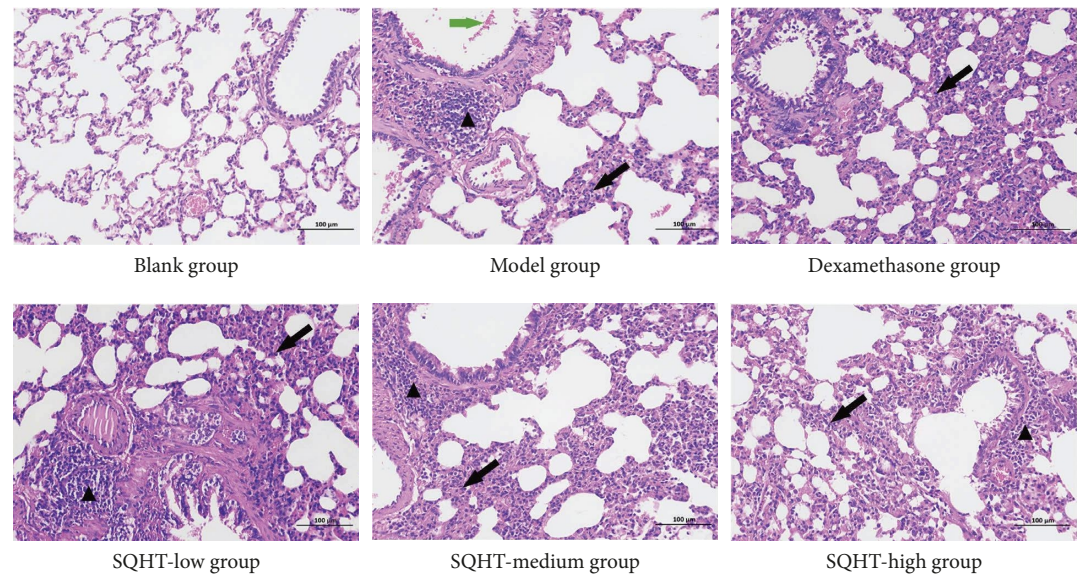 100 µm
100 µm
100 µm
Blank group
Model group
Dexamethasone group
100 µm
100 µm
100 µm
SQHT-low group
SQHT-medium group
SQHT-high group